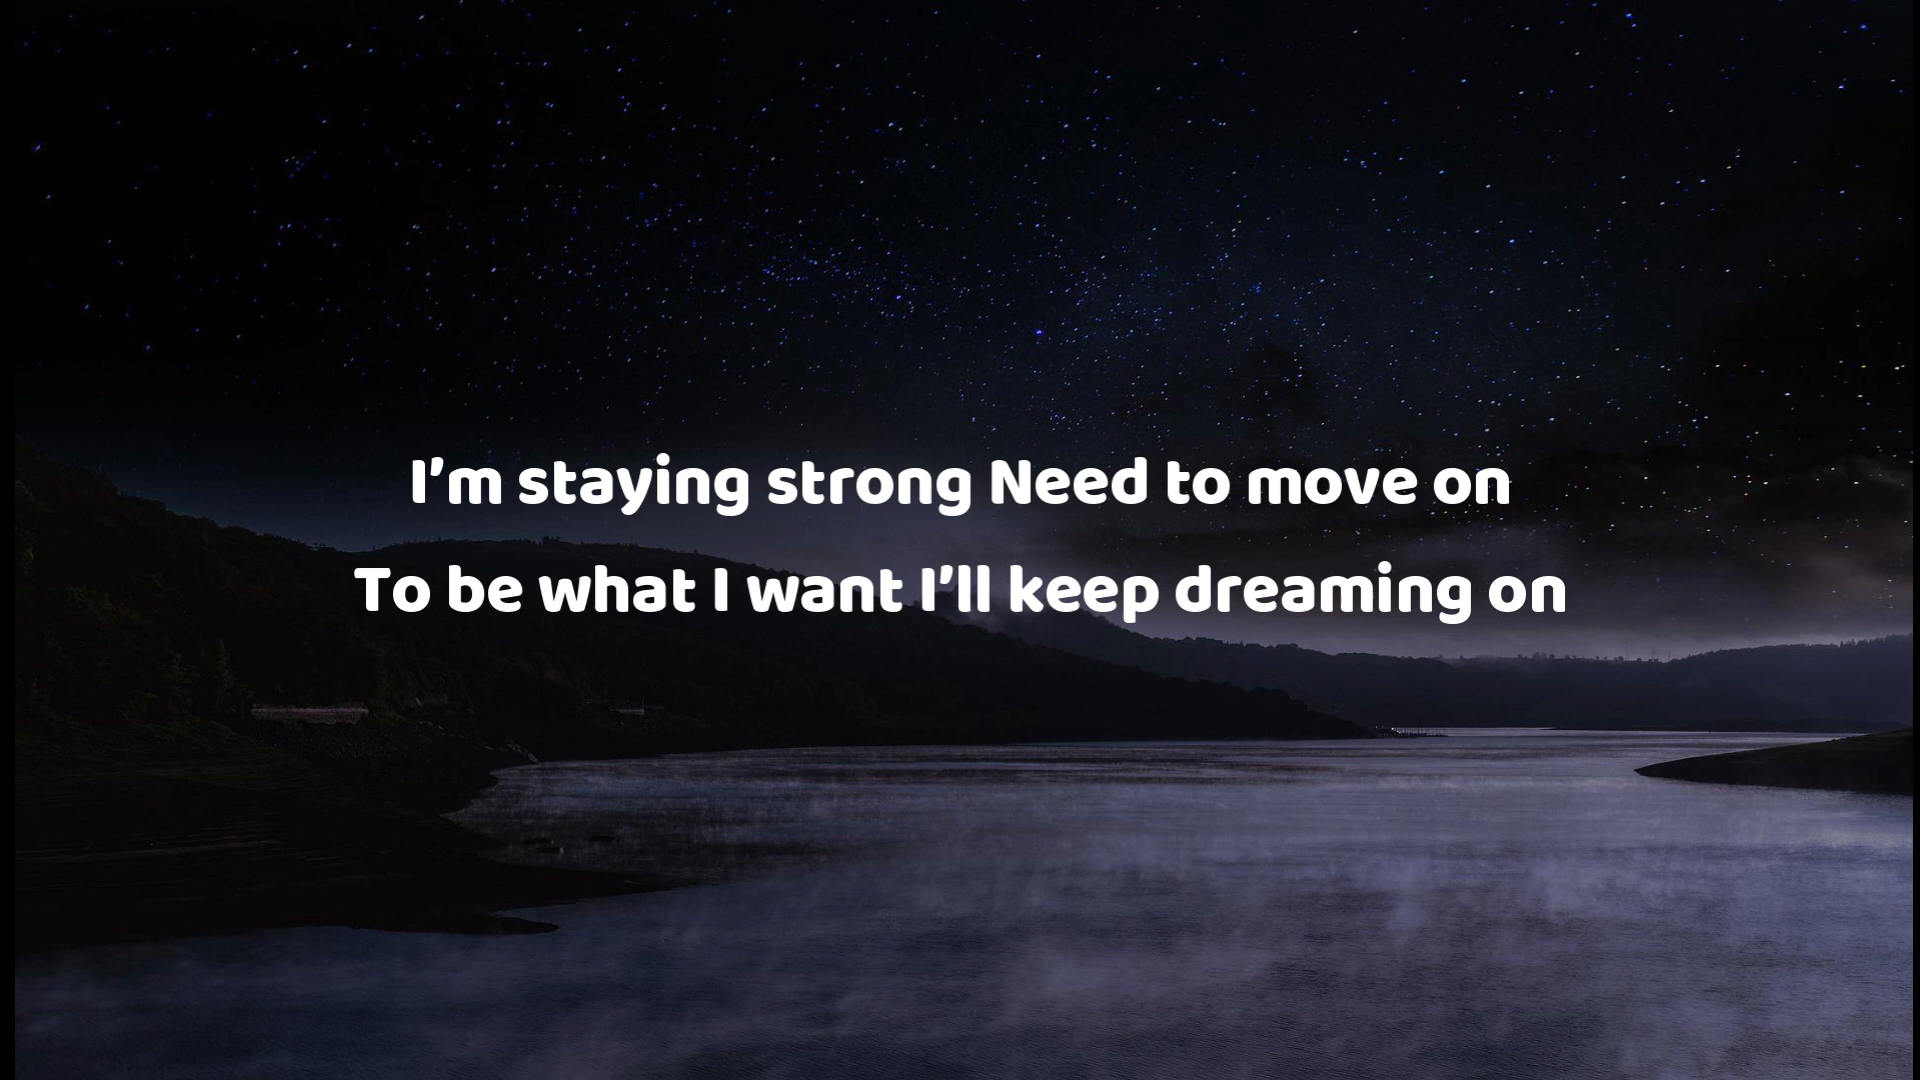 I’m staying strong Need to move on
To be what I want I’ll keep dreaming on